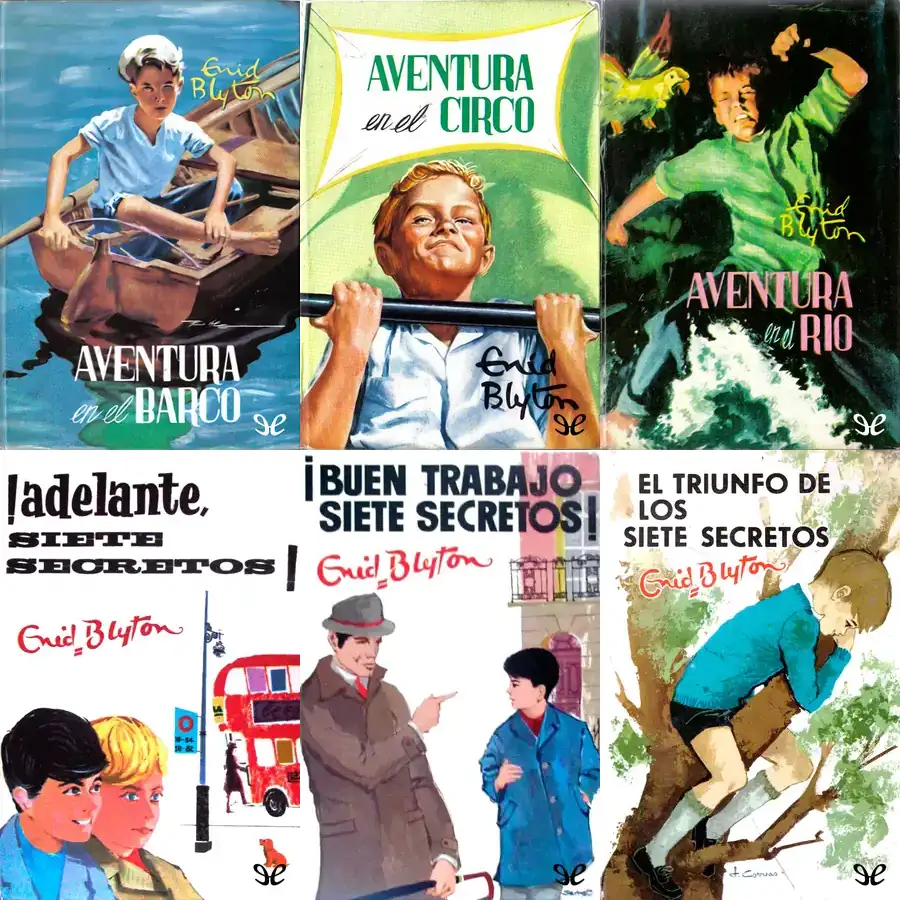 Enid
Blyton
AVENTURA
en el BARCO
AVENTURA
en el CIRCO
Enid
Blyton
Enid
Blyton
AVENTURA
en el RIO
!adelante,
SIETE
SECRETOS!
Enid Blyton
¡BUEN TRABAJO
SIETE SECRETOS!
Enid Blyton
EL TRIUNFO DE
LOS
SIETE SECRETOS
Enid Blyton
J. Correas